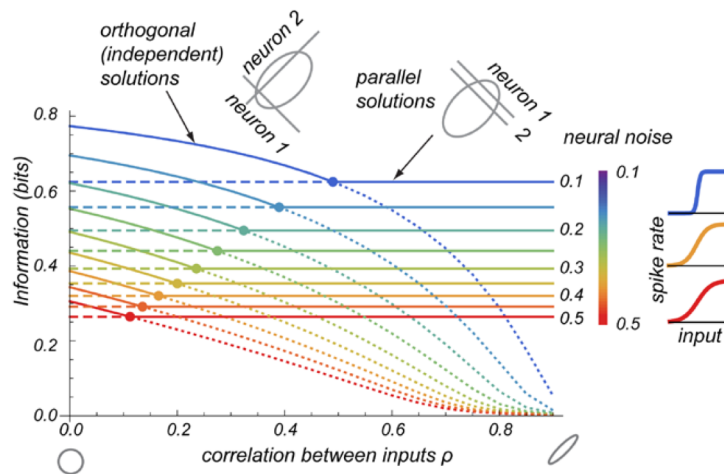 orthogonal
(independent)
solutions
neuron 2
neuron 1
parallel
solutions
neuron 1
2
neural noise
Information (bits)
0.8
0.6
0.4
0.2
0.0
0.0
0.2
0.4
0.6
0.8
correlation between inputs ρ
0.1
0.2
0.3
0.4
0.5
0.1
0.5
spike rate
input